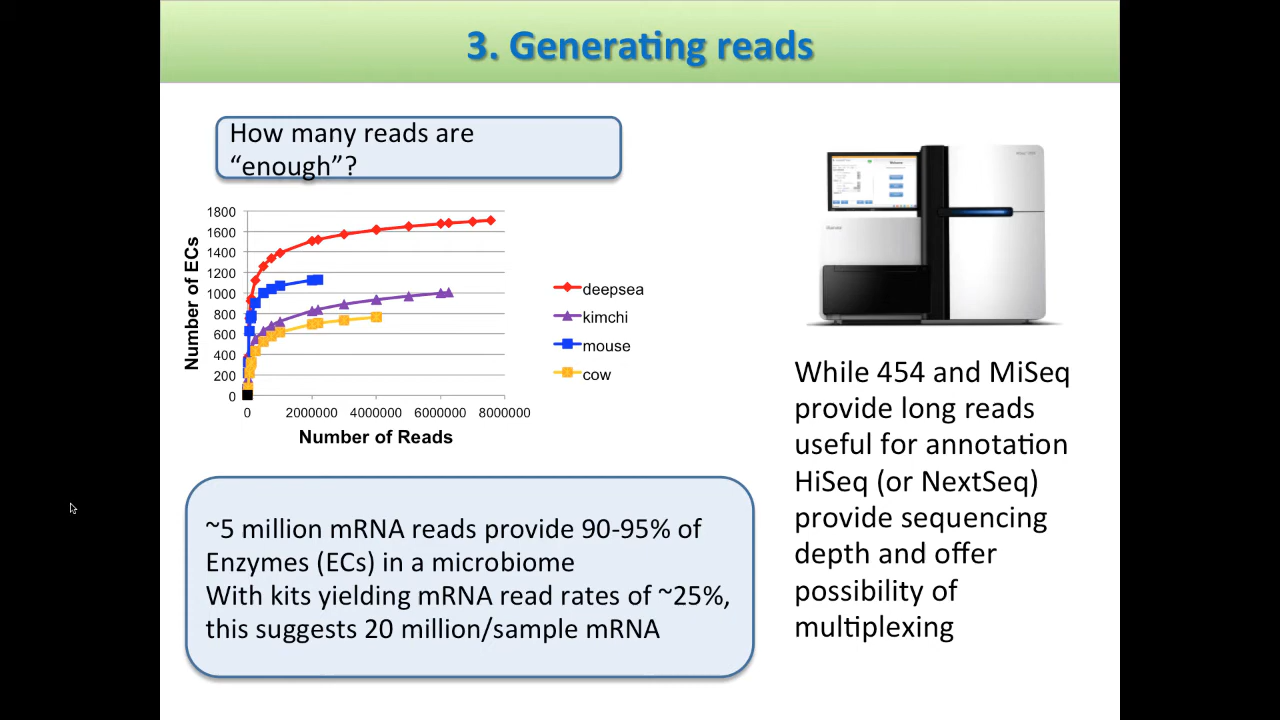 3. Generating reads
How many reads are
“enough”?
1800
1600
1400
1200
1000
800
600
400
200
0
Number of ECs
0 2000000 4000000 6000000 8000000
Number of Reads
deepsea
kimchi
mouse
cow
~5 million mRNA reads provide 90-95% of
Enzymes (ECs) in a microbiome
With kits yielding mRNA read rates of ~25%,
this suggests 20 million/sample mRNA
While 454 and MiSeq
provide long reads
useful for annotation
HiSeq (or NextSeq)
provide sequencing
depth and offer
possibility of
multiplexing